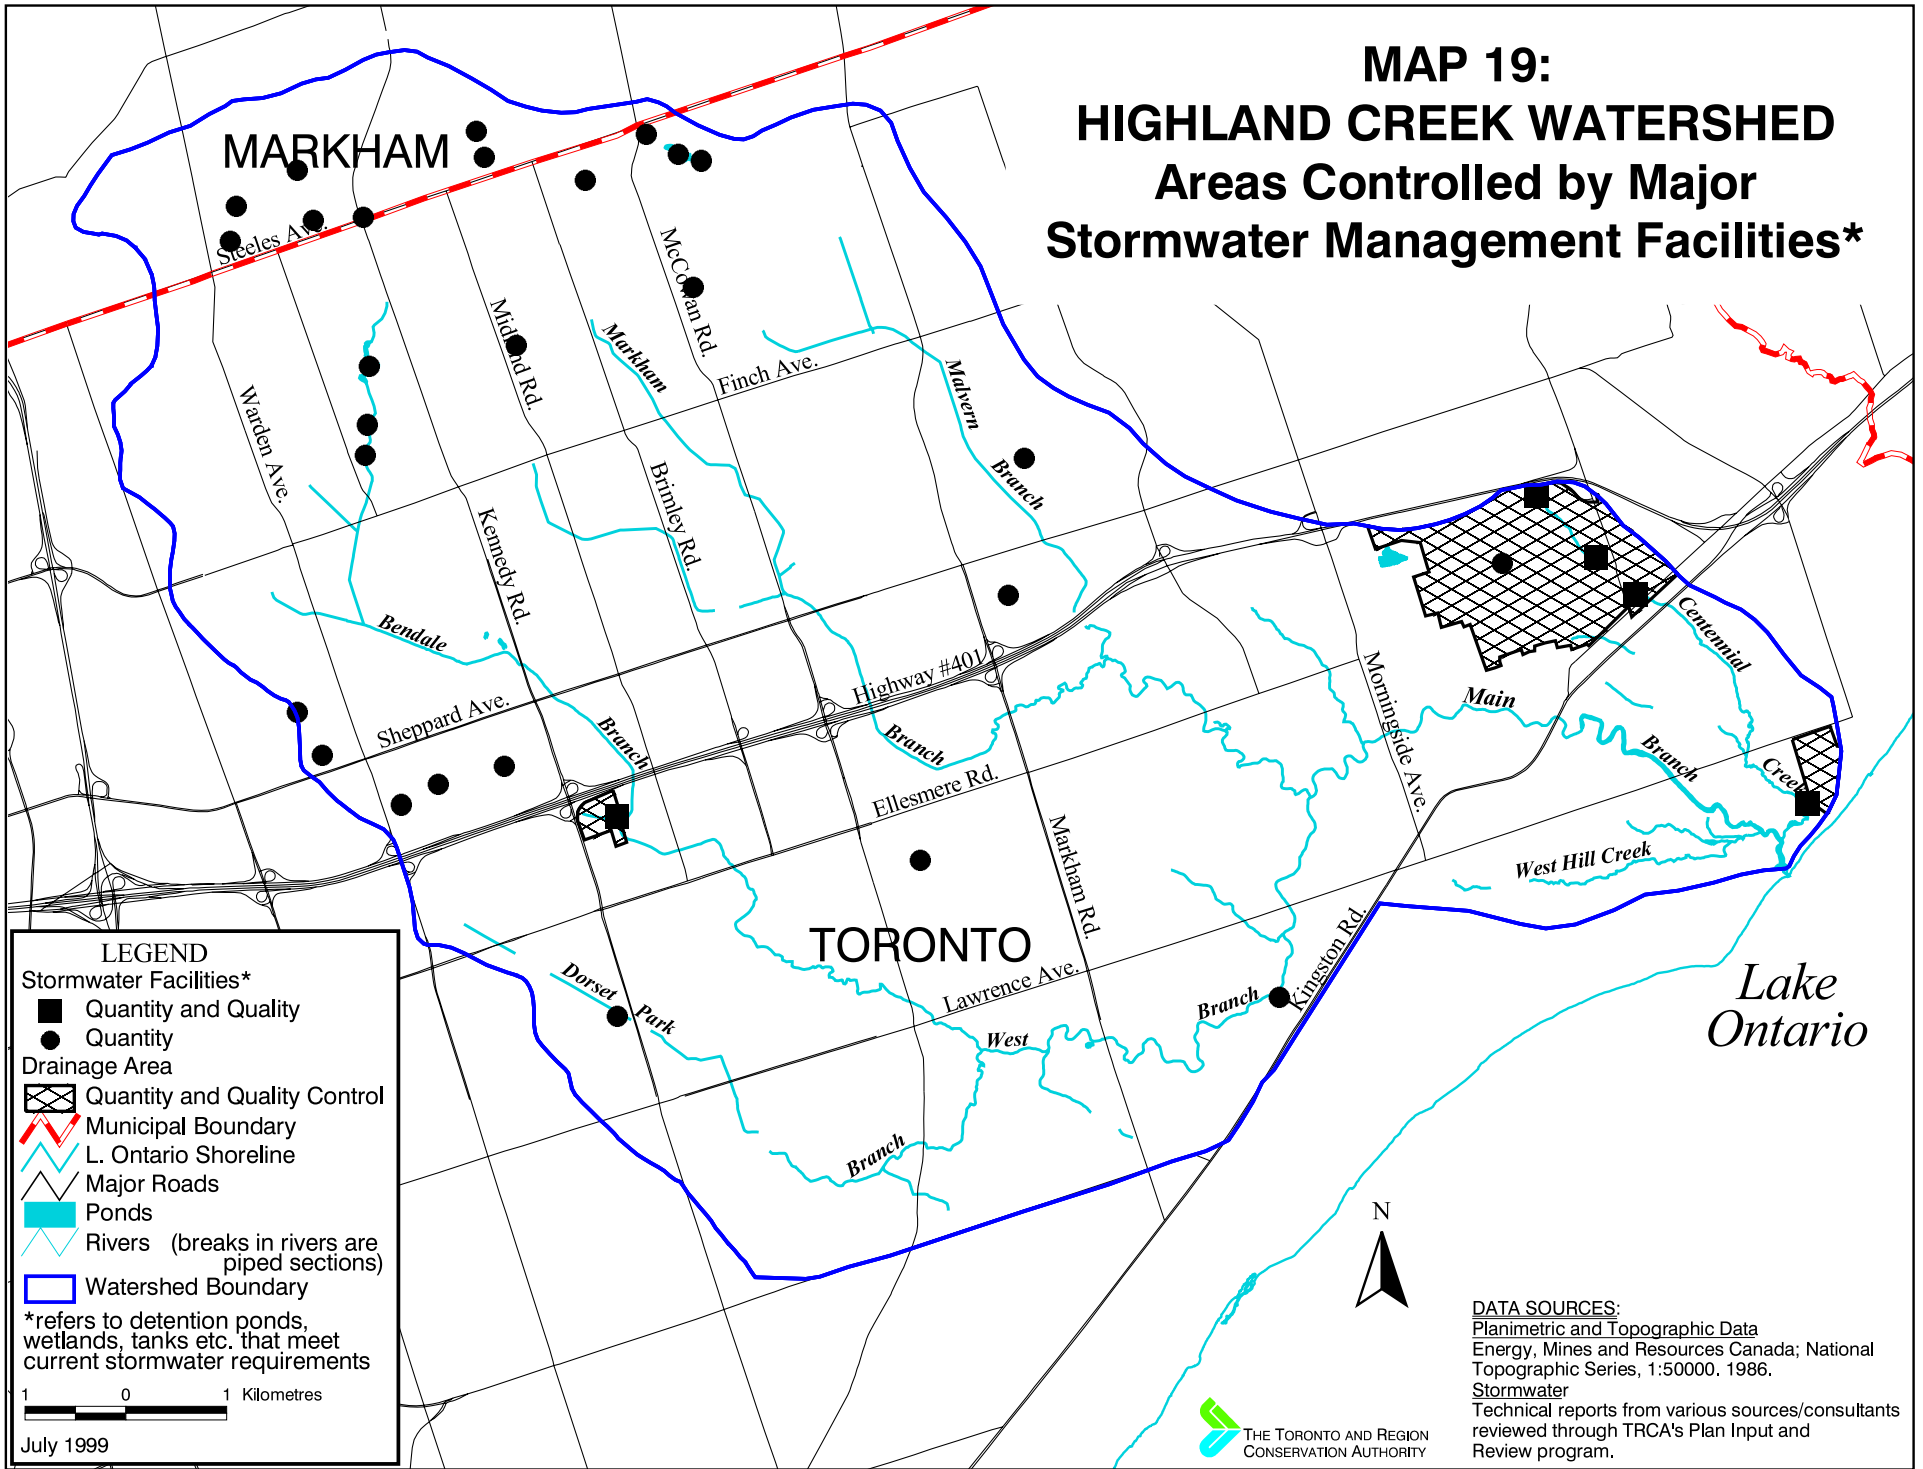 MAP 19:
HIGHLAND CREEK WATERSHED
Areas Controlled by Major
Stormwater Management Facilities*
MARKHAM
Steeles Ave.
McCowan Rd.
Midland Rd.
Markham
Finch Ave.
Malvern
Warden Ave.
Branch
Brimley Rd.
Kennedy Rd.
Bendale
Centennial
Highway #401
Morningside Ave.
Main
Sheppard Ave.
Branch
Branch
Branch
Creek
Ellesmere Rd.
Markham Rd.
West Hill Creek
TORONTO
Kingston Rd.
Dorset
Park
Lawrence Ave.
Branch
West
Branch
Lake
Ontario
LEGEND
Stormwater Facilities*
Quantity and Quality
Quantity
Drainage Area
Quantity and Quality Control
Municipal Boundary
L. Ontario Shoreline
Major Roads
Ponds
Rivers (breaks in rivers are
piped sections)
Watershed Boundary
*refers to detention ponds,
wetlands, tanks etc. that meet
current stormwater requirements
1 0 1 Kilometres
July 1999
N
THE TORONTO AND REGION
CONSERVATION AUTHORITY
DATA SOURCES:
Planimetric and Topographic Data
Energy, Mines and Resources Canada; National
Topographic Series, 1:50000. 1986.
Stormwater
Technical reports from various sources/consultants
reviewed through TRCA's Plan Input and
Review program.